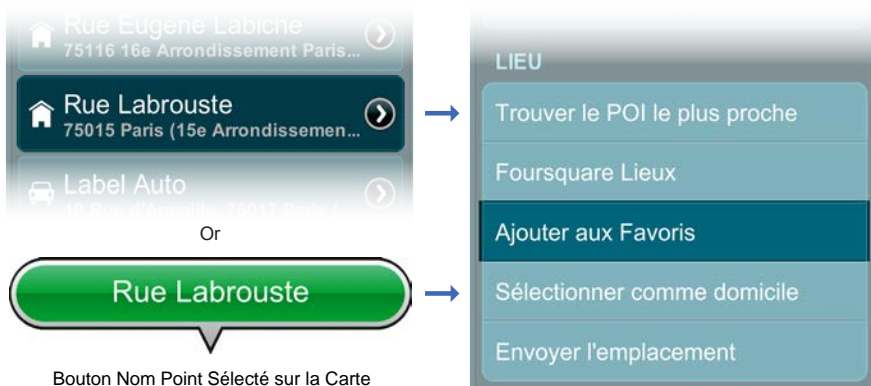 Rue Eugène Labiche
75116 16e Arrondissement Paris...
Rue Labrouste
75015 Paris (15e Arrondissemen...
Label Auto
Or
Rue Labrouste
Bouton Nom Point Sélecté sur la Carte
LIEU
Trouver le POI le plus proche
Foursquare Lieux
Ajouter aux Favoris
Sélectionner comme domicile
Envoyer l'emplacement